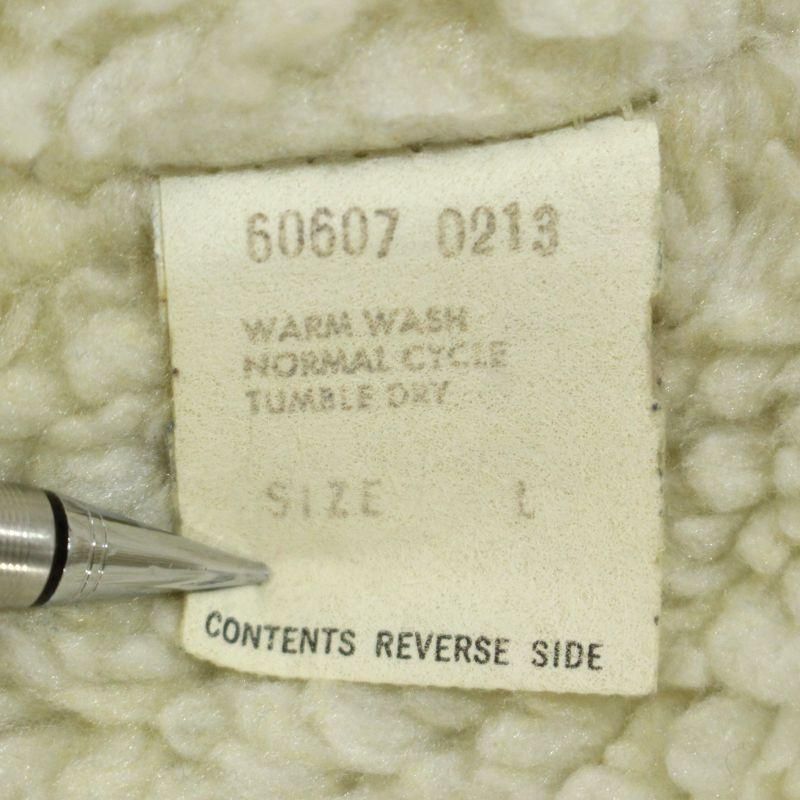 60607 0213
WARM WASH
NORMAL CYCLE
TUMBLE DRY
SIZE L
CONTENTS REVERSE SIDE